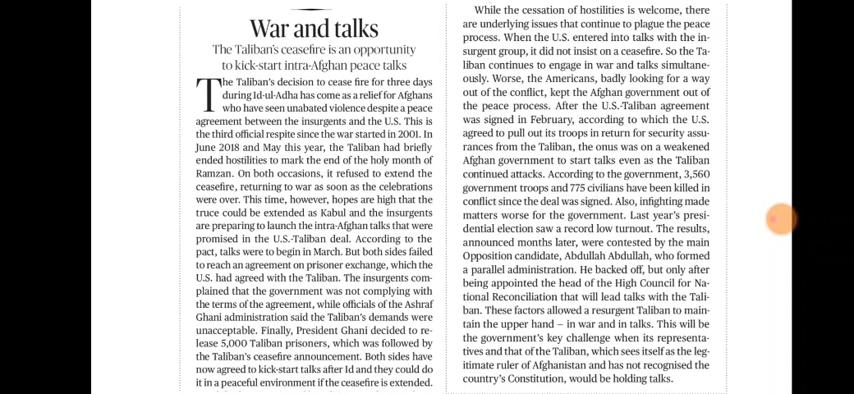 War and talks
The Taliban's ceasefire is an opportunity
to kick-start intra-Afghan peace talks
The Taliban's decision to cease fire for three days
during Id-ul-Adha has come as a relief for Afghans
who have seen unabated violence despite a peace
agreement between the insurgents and the U.S. This is
the third official respite since the war started in 2001. In
June 2018 and May this year, the Taliban had briefly
ended hostilities to mark the end of the holy month of
Ramzan. On both occasions, it refused to extend the
ceasefire, returning to war as soon as the celebrations
were over. This time, however, hopes are high that the
truce could be extended as Kabul and the insurgents
are preparing to launch the intra-Afghan talks that were
promised in the U.S.-Taliban deal. According to the
pact, talks were to begin in March. But both sides failed
to reach an agreement on prisoner exchange, which the
U.S. had agreed with the Taliban. The insurgents com-
plained that the government was not complying with
the terms of the agreement, while officials of the Ashraf
Ghani administration said the Taliban's demands were
unacceptable. Finally, President Ghani decided to re-
lease 5,000 Taliban prisoners, which was followed by
the Taliban's ceasefire announcement. Both sides have
now agreed to kick-start talks after Id and they could do
it in a peaceful environment if the ceasefire is extended.
While the cessation of hostilities is welcome, there
are underlying issues that continue to plague the peace
process. When the U.S. entered into talks with the in-
surgent group, it did not insist on a ceasefire. So the Ta-
liban continues to engage in war and talks simultane-
ously. Worse, the Americans, badly looking for a way
out of the conflict, kept the Afghan government out of
the peace process. After the U.S.-Taliban agreement
was signed in February, according to which the U.S.
agreed to pull out its troops in return for security assu-
rances from the Taliban, the onus was on a weakened
Afghan government to start talks even as the Taliban
continued attacks. According to the government, 3,560
government troops and 775 civilians have been killed in
conflict since the deal was signed. Also, infighting made
matters worse for the government. Last year's presi-
dential election saw a record low turnout. The results,
announced months later, were contested by the main
Opposition candidate, Abdullah Abdullah, who formed
a parallel administration. He backed off, but only after
being appointed the head of the High Council for Na-
tional Reconciliation that will lead talks with the Tali-
ban. These factors allowed a resurgent Taliban to main-
tain the upper hand – in war and in talks. This will be
the government's key challenge when its representa-
tives and that of the Taliban, which sees itself as the leg-
itimate ruler of Afghanistan and has not recognised the
country's Constitution, would be holding talks.